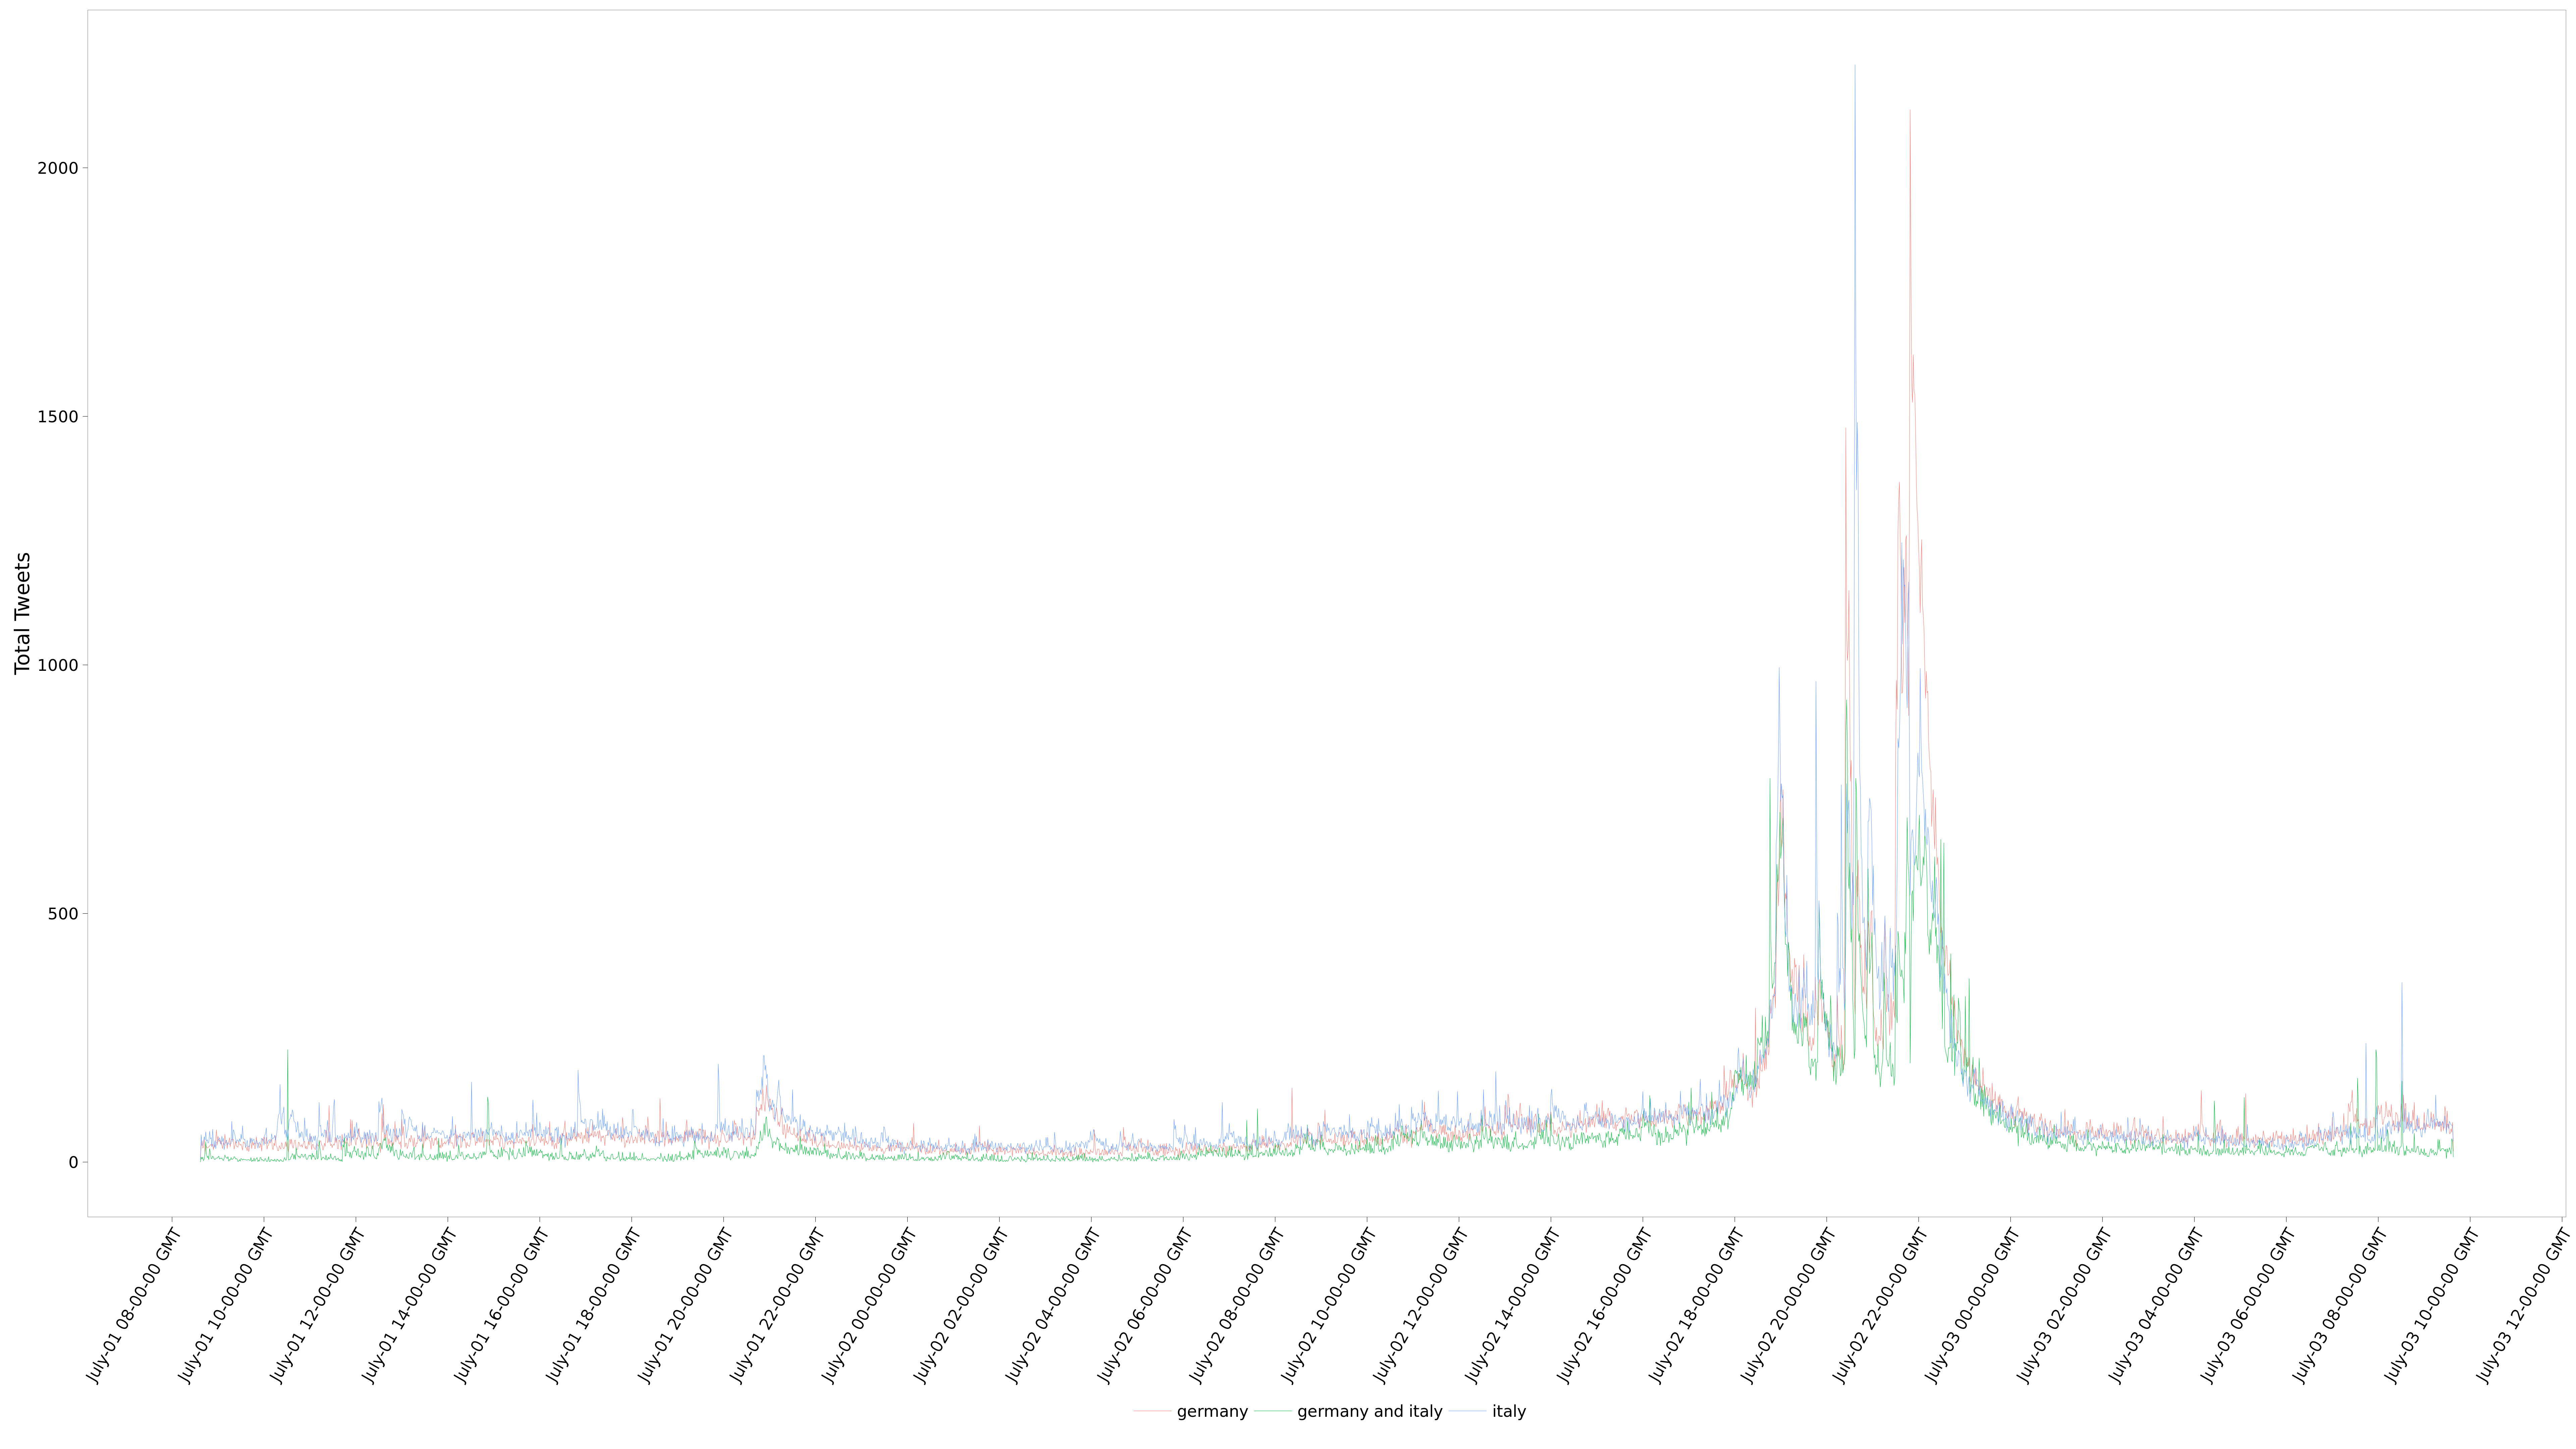 Total Tweets
2000
1500
1000
500
0
July-01 08-00-00 GMT
July-01 10-00-00 GMT
July-01 12-00-00 GMT
July-01 14-00-00 GMT
July-01 16-00-00 GMT
July-01 18-00-00 GMT
July-01 20-00-00 GMT
July-01 22-00-00 GMT
July-02 00-00-00 GMT
July-02 02-00-00 GMT
July-02 04-00-00 GMT
July-02 06-00-00 GMT
July-02 08-00-00 GMT
July-02 10-00-00 GMT
July-02 12-00-00 GMT
July-02 14-00-00 GMT
July-02 16-00-00 GMT
July-02 18-00-00 GMT
July-02 20-00-00 GMT
July-02 22-00-00 GMT
July-03 00-00-00 GMT
July-03 02-00-00 GMT
July-03 04-00-00 GMT
July-03 06-00-00 GMT
July-03 08-00-00 GMT
July-03 10-00-00 GMT
July-03 12-00-00 GMT
germany germany and italy italy